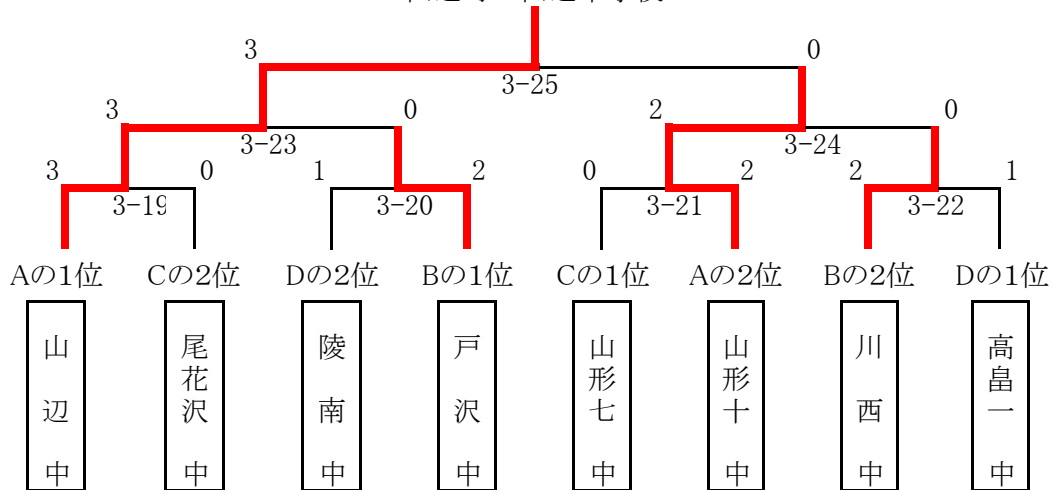 3 0
3-25
3 0 2 0
3-23 3-24
3 0 1 2 0 2 2 1
3-19 3-20 3-21 3-22
Aの1位 Cの2位 Dの2位 Bの1位 Cの1位 Aの2位 Bの2位 Dの1位
山辺中
尾花沢中
陵南中
戸沢中
山形七中
山形十中
川西中
高畠一中